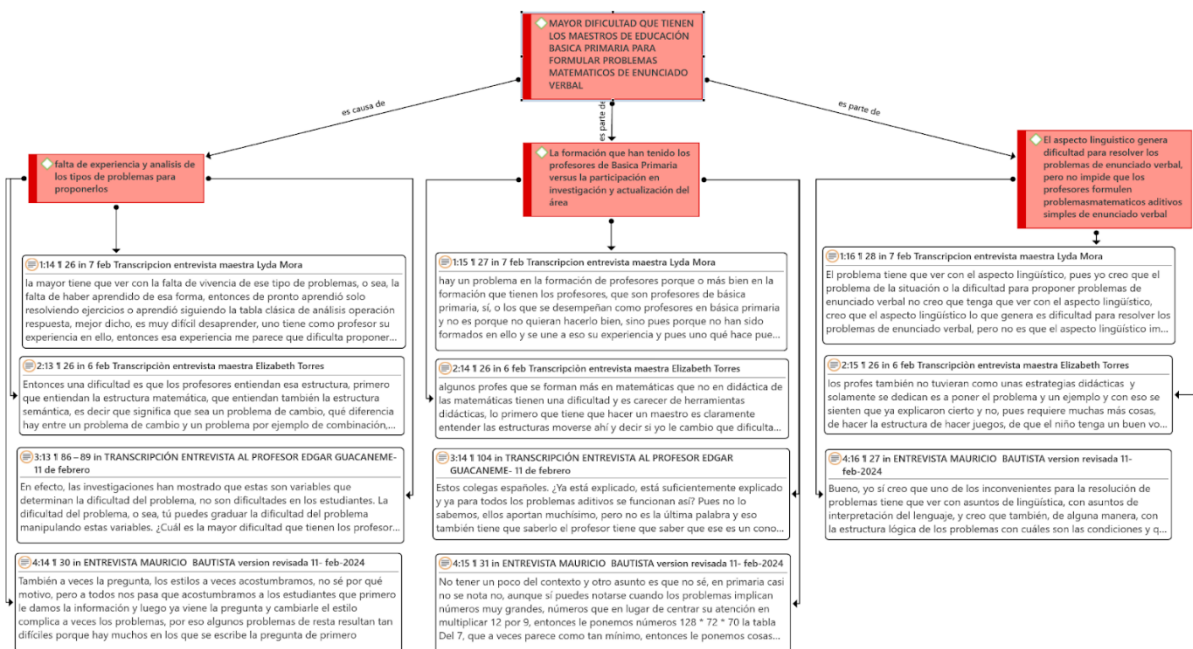 MAYOR DIFICULTAD QUE TIENEN
LOS MAESTROS DE EDUCACIÓN
BASICA PRIMARIA PARA
FORMULAR PROBLEMAS
MATEMATICOS DE ENUNCIADO
VERBAL
es causa de
es parte de
es parte de
falta de experiencia y analisis de
los tipos de problemas para
proponerlos
La formación que han tenido los
profesores de Basica Primaria
versus la participación en
investigación y actualización del
área
El aspecto linguistico genera
dificultad para resolver los
problemas de enunciado verbal,
pero no impide que los
profesores formulen
problemasmatematicos aditivos
simples de enunciado verbal
1:14 ¶ 26 in 7 feb Transcripcion entrevista maestra Lyda Mora
la mayor tiene que ver con la falta de vivencia de ese tipo de problemas, o sea, la
falta de haber aprendido de esa forma, entonces de pronto aprendió solo
resolviendo ejercicios o aprendió siguiendo la tabla clásica de análisis operación
respuesta, mejor dicho, es muy difícil desaprender, uno tiene como profesor su
experiencia en ello, entonces esa experiencia me parece que dificulta proponer...
2:13 ¶ 26 in 6 feb Transcripciòn entrevista maestra Elizabeth Torres
Entonces una dificultad es que los profesores entiendan esa estructura, primero
que entiendan la estructura matemática, que entiendan también la estructura
semántica, es decir que significa que sea un problema de cambio, qué diferencia
hay entre un problema de cambio y un problema por ejemplo de combinación,...
3:13 ¶ 86 – 89 in TRANSCRIPCIÓN ENTREVISTA AL PROFESOR EDGAR GUACANEME-
11 de febrero
En efecto, las investigaciones han mostrado que estas son variables que
determinan la dificultad del problema, no son dificultades en los estudiantes. La
dificultad del problema, o sea, tú puedes graduar la dificultad del problema
manipulando estas variables. ¿Cuál es la mayor dificultad que tienen los profesor...
4:14 ¶ 30 in ENTREVISTA MAURICIO BAUTISTA version revisada 11- feb-2024
También a veces la pregunta, los estilos a veces acostumbramos, no sé por qué
motivo, pero a todos nos pasa que acostumbramos a los estudiantes que primero
le damos la información y luego ya viene la pregunta y cambiarle el estilo
complica a veces los problemas, por eso algunos problemas de resta resultan tan
difíciles porque hay muchos en los que se escribe la pregunta de primero
1:15 ¶ 27 in 7 feb Transcripcion entrevista maestra Lyda Mora
hay un problema en la formación de profesores porque o más bien en la
formación que tienen los profesores, que son profesores de básica
primaria, sí, o los que se desempeñan como profesores en básica primaria
y no es porque no quieran hacerlo bien, sino pues porque no han sido
formados en ello y se une a eso su experiencia y pues uno qué hace pue...
2:14 ¶ 26 in 6 feb Transcripciòn entrevista maestra Elizabeth Torres
algunos profes que se forman más en matemáticas que no en didáctica de
las matemáticas tienen una dificultad y es carecer de herramientas
didácticas, lo primero que tiene que hacer un maestro es claramente
entender las estructuras moverse ahí y decir si yo le cambio que dificulta...
3:14 ¶ 104 in TRANSCRIPCIÓN ENTREVISTA AL PROFESOR EDGAR
GUACANEME- 11 de febrero
Estos colegas españoles. ¿Ya está explicado, está suficientemente explicado
y ya para todos los problemas aditivos se funcionan así? Pues no lo
sabemos, ellos aportan muchísimo, pero no es la última palabra y eso
también tiene que saberlo el profesor tiene que saber que ese es un cono...
4:15 ¶ 31 in ENTREVISTA MAURICIO BAUTISTA version revisada 11- feb-2024
No tener un poco del contexto y otro asunto es que no sé, en primaria casi
no se nota no, aunque sí puedes notarse cuando los problemas implican
números muy grandes, números que en lugar de centrar su atención en
multiplicar 12 por 9, entonces le ponemos números 128 * 72 * 70 la tabla
Del 7, que a veces parece como tan mínimo, entonces le ponemos cosas...
1:16 ¶ 28 in 7 feb Transcripcion entrevista maestra Lyda Mora
El problema tiene que ver con el aspecto lingüístico, pues yo creo que el
problema de la situación o la dificultad para proponer problemas de
enunciado verbal no creo que tenga que ver con el aspecto lingüístico,
creo que el aspecto lingüístico lo que genera es dificultad para resolver los
problemas de enunciado verbal, pero no es que el aspecto lingüístico im...
2:15 ¶ 26 in 6 feb Transcripciòn entrevista maestra Elizabeth Torres
los profes también no tuvieran como unas estrategias didácticas y
solamente se dedican es a poner el problema y un ejemplo y con eso se
sienten que ya explicaron cierto y no, pues requiere muchas más cosas,
de hacer la estructura de hacer juegos, de que el niño tenga un buen vo...
4:16 ¶ 27 in ENTREVISTA MAURICIO BAUTISTA version revisada 11-
feb-2024
Bueno, yo sí creo que uno de los inconvenientes para la resolución de
problemas tiene que ver con asuntos de lingüística, con asuntos de
interpretación del lenguaje, y creo que también, de alguna manera, con
la estructura lógica de los problemas con cuáles son las condiciones y q...